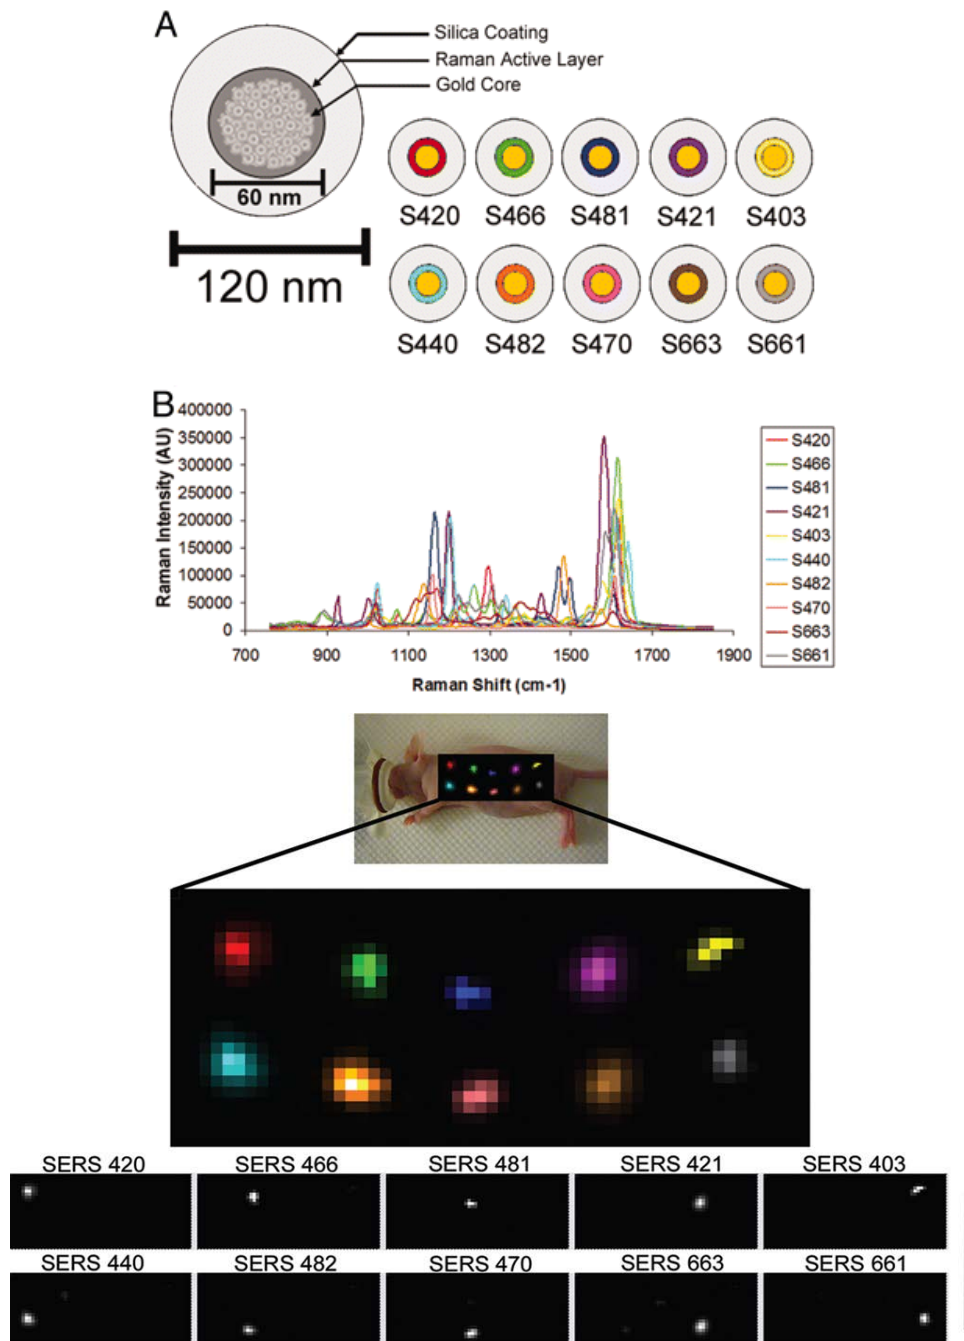 A
Silica Coating
Raman Active Layer
Gold Core
60 nm
120 nm
S420 S466 S481 S421 S403
S440 S482 S470 S663 S661
B
Raman Intensity (AU)
400000
350000
300000
250000
200000
150000
100000
50000
0
700 900 1100 1300 1500 1700 1900
Raman Shift (cm-1)
S420
S466
S481
S421
S403
S440
S482
S470
S663
S661
SERS 420 SERS 466 SERS 481 SERS 421 SERS 403
SERS 440 SERS 482 SERS 470 SERS 663 SERS 661